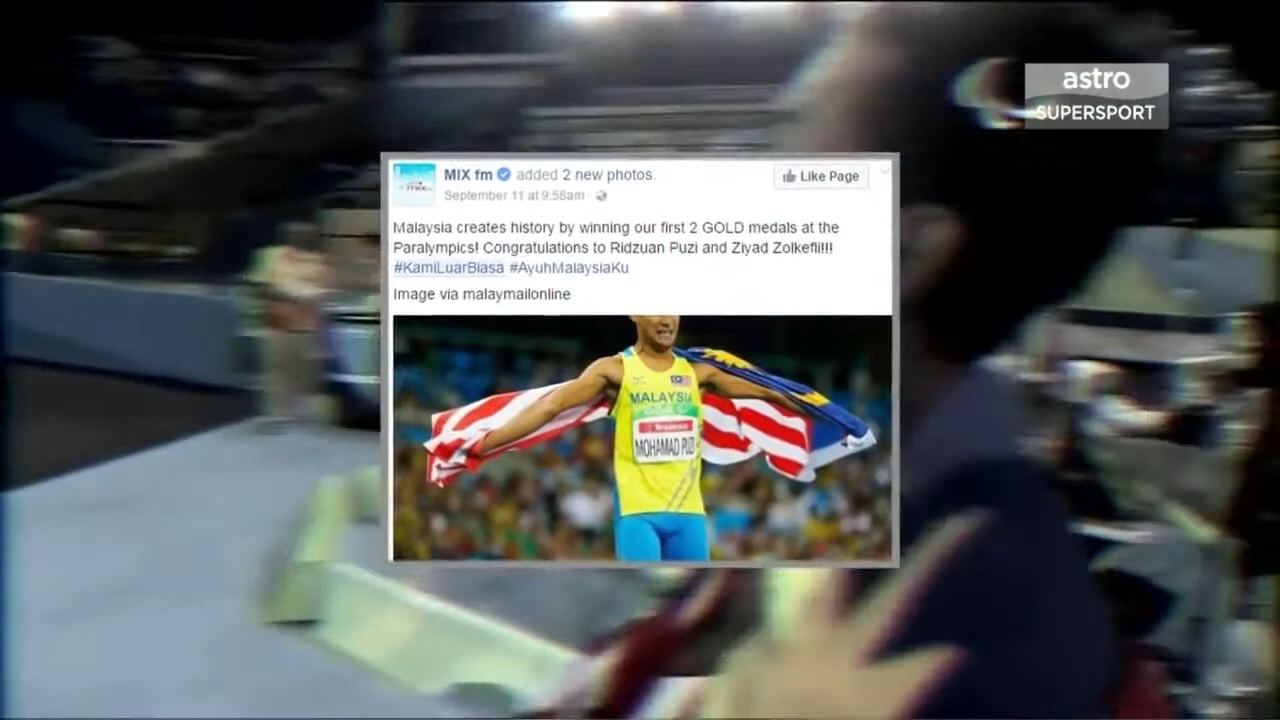 astro
SUPERSPORT
MIX fm added 2 new photos.
Like Page
September 11 at 9:58am
Malaysia creates history by winning our first 2 GOLD medals at the
Paralympics! Congratulations to Ridzuan Puzi and Ziyad Zolkefli!!!
#KamiLuarBiasa #AyuhMalaysiaKu
Image via malaymailonline
MALAYSIA
MOHAMAD PUZI